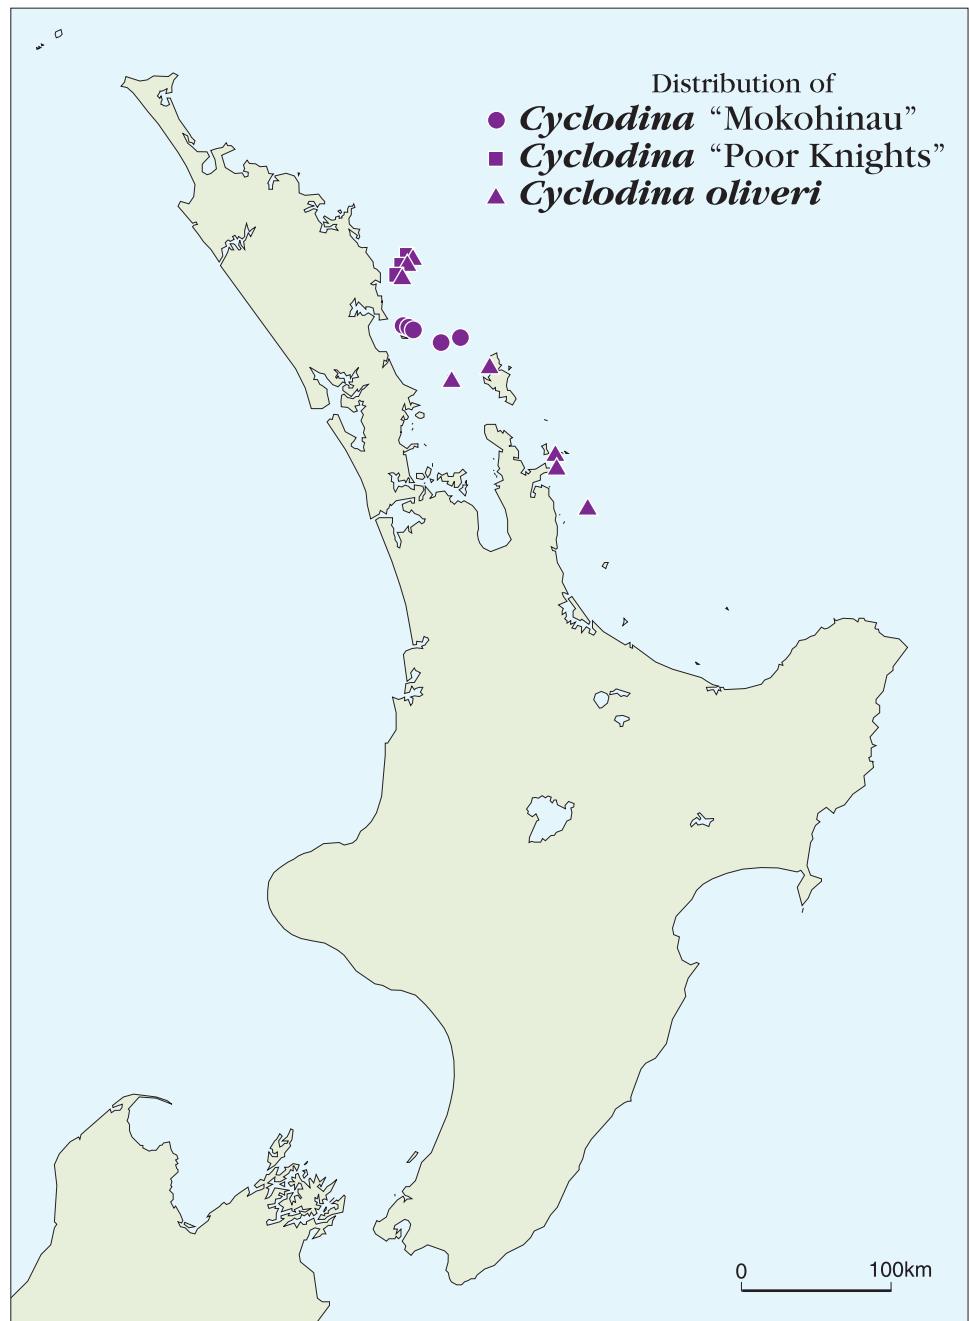 Distribution of
Cyclodina “Mokohinau”
Cyclodina “Poor Knights”
Cyclodina oliveri
0 100km